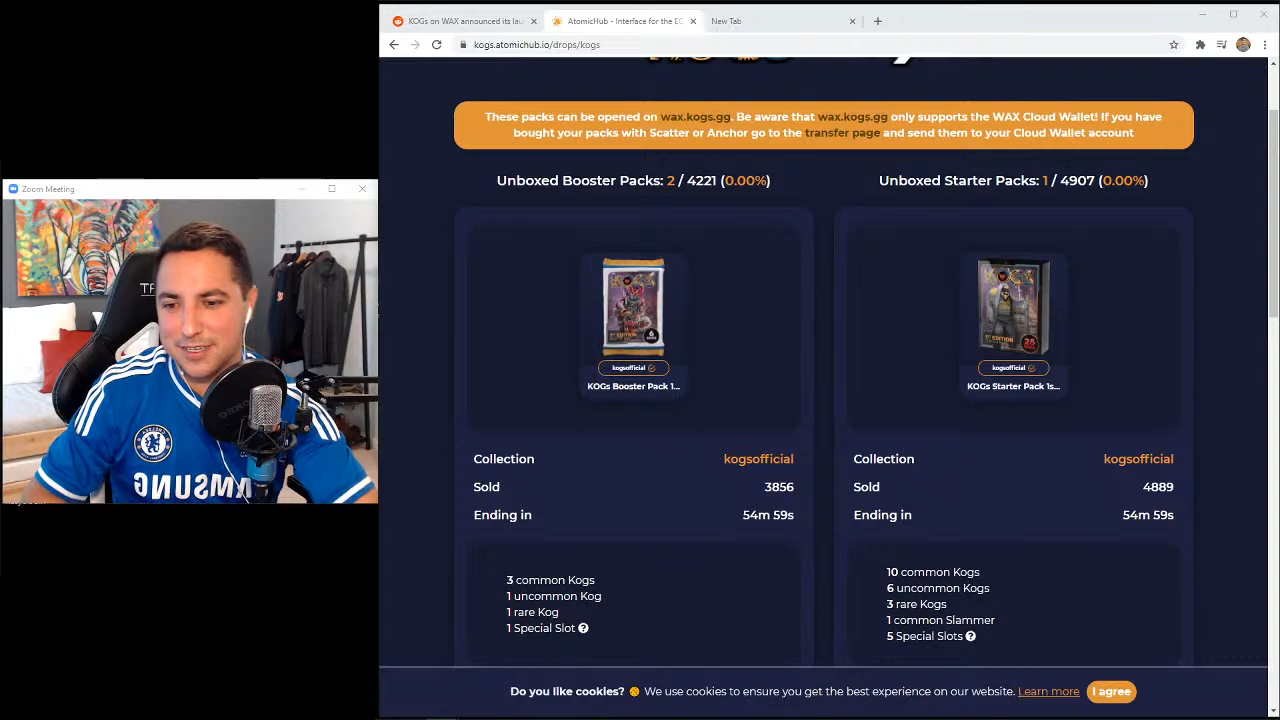 KOGs on WAX announced its lau
AtomicHub - Interface for the EO
New Tab
kogs.atomichub.io/drops/kogs
These packs can be opened on wax.kogs.gg. Be aware that wax.kogs.gg only supports the WAX Cloud Wallet! If you have
bought your packs with Scatter or Anchor go to the transfer page and send them to your Cloud Wallet account
Unboxed Booster Packs: 2 / 4221 (0.00%)
Unboxed Starter Packs: 1 / 4907 (0.00%)
Zoom Meeting
SAMSUNG
KOGS
EDITION
6
kogsofficial
KOGs Booster Pack 1...
KOGS
EDITION
25
kogsofficial
KOGs Starter Pack 1s...
Collection kogsofficial
Sold 3856
Ending in 54m 59s
Collection kogsofficial
Sold 4889
Ending in 54m 59s
3 common Kogs
1 uncommon Kog
1 rare Kog
1 Special Slot
10 common Kogs
6 uncommon Kogs
3 rare Kogs
1 common Slammer
5 Special Slots
Do you like cookies? We use cookies to ensure you get the best experience on our website. Learn more I agree